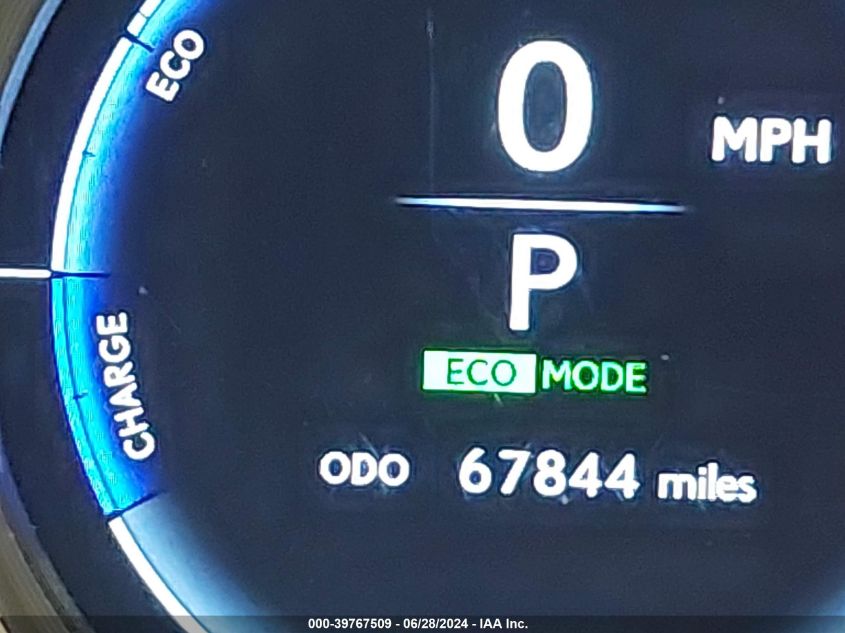 ECO
0 MPH
P
ECO MODE
CHARGE
ODO 67844 miles
000-39767509 - 06/28/2024 - IAA Inc.